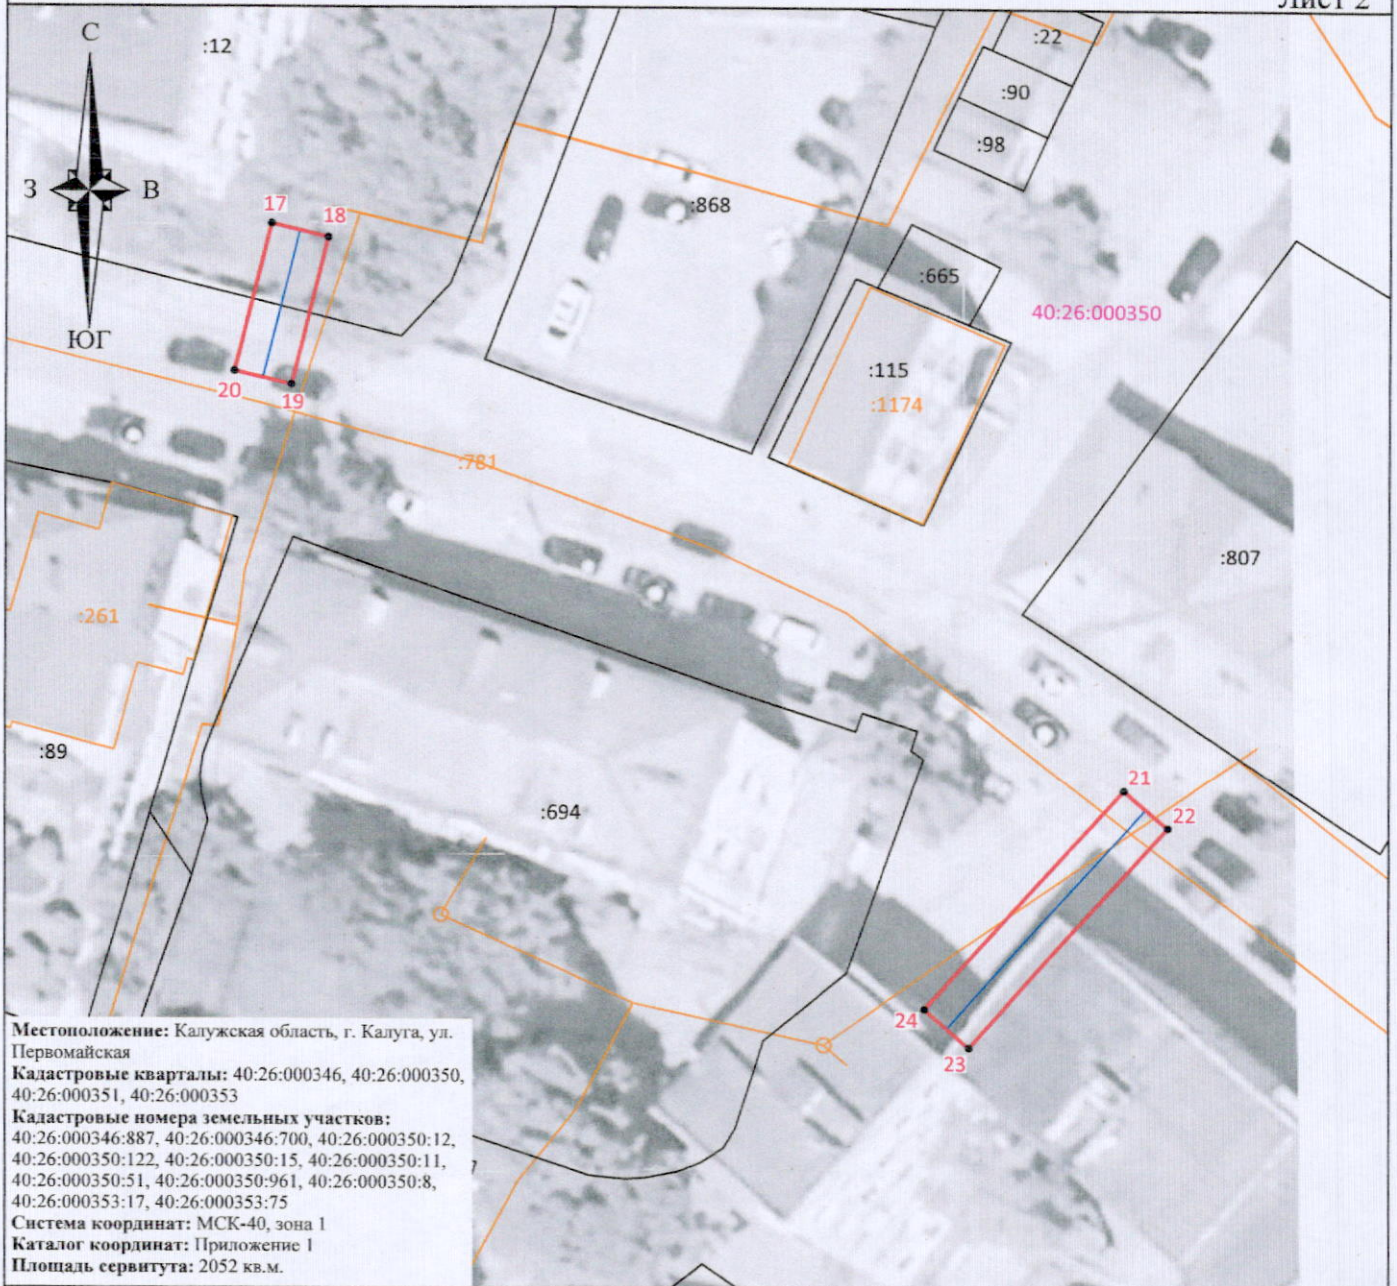 Лист 2
С
:12
:22
:90
:98
З
В
17
18
:868
:665
40:26:000350
ЮГ
20
19
:115
:1174
:781
:807
:261
:89
:694
21
22
24
23
Местоположение: Калужская область, г. Калуга, ул.
Первомайская
Кадастровые кварталы: 40:26:000346, 40:26:000350,
40:26:000351, 40:26:000353
Кадастровые номера земельных участков:
40:26:000346:887, 40:26:000346:700, 40:26:000350:12,
40:26:000350:122, 40:26:000350:15, 40:26:000350:11,
40:26:000350:51, 40:26:000350:961, 40:26:000350:8,
40:26:000353:17, 40:26:000353:75
Система координат: МСК-40, зона 1
Каталог координат: Приложение 1
Площадь сервитута: 2052 кв.м.